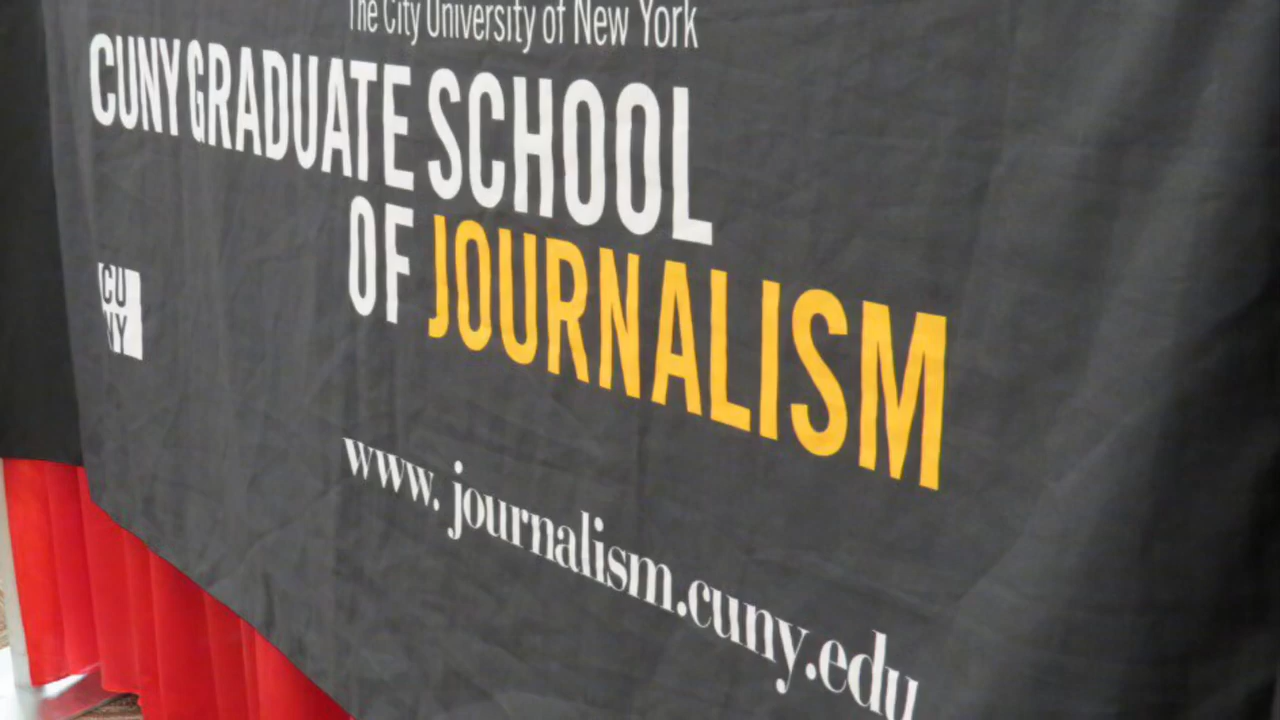 The City University of New York
CUNY GRADUATE SCHOOL
OF JOURNALISM
CU
NY
www.journalism.cuny.edu